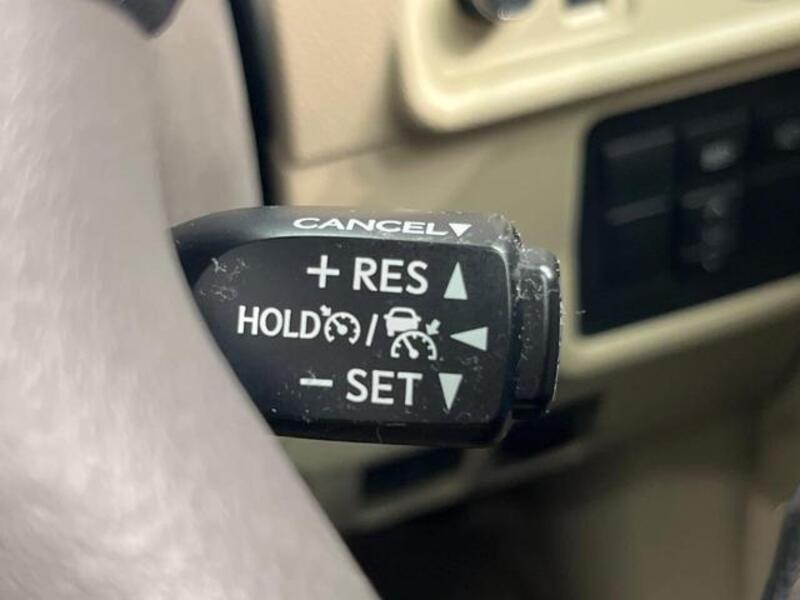 CANCEL▼
+ RES ▲
HOLD / ◀
− SET ▼